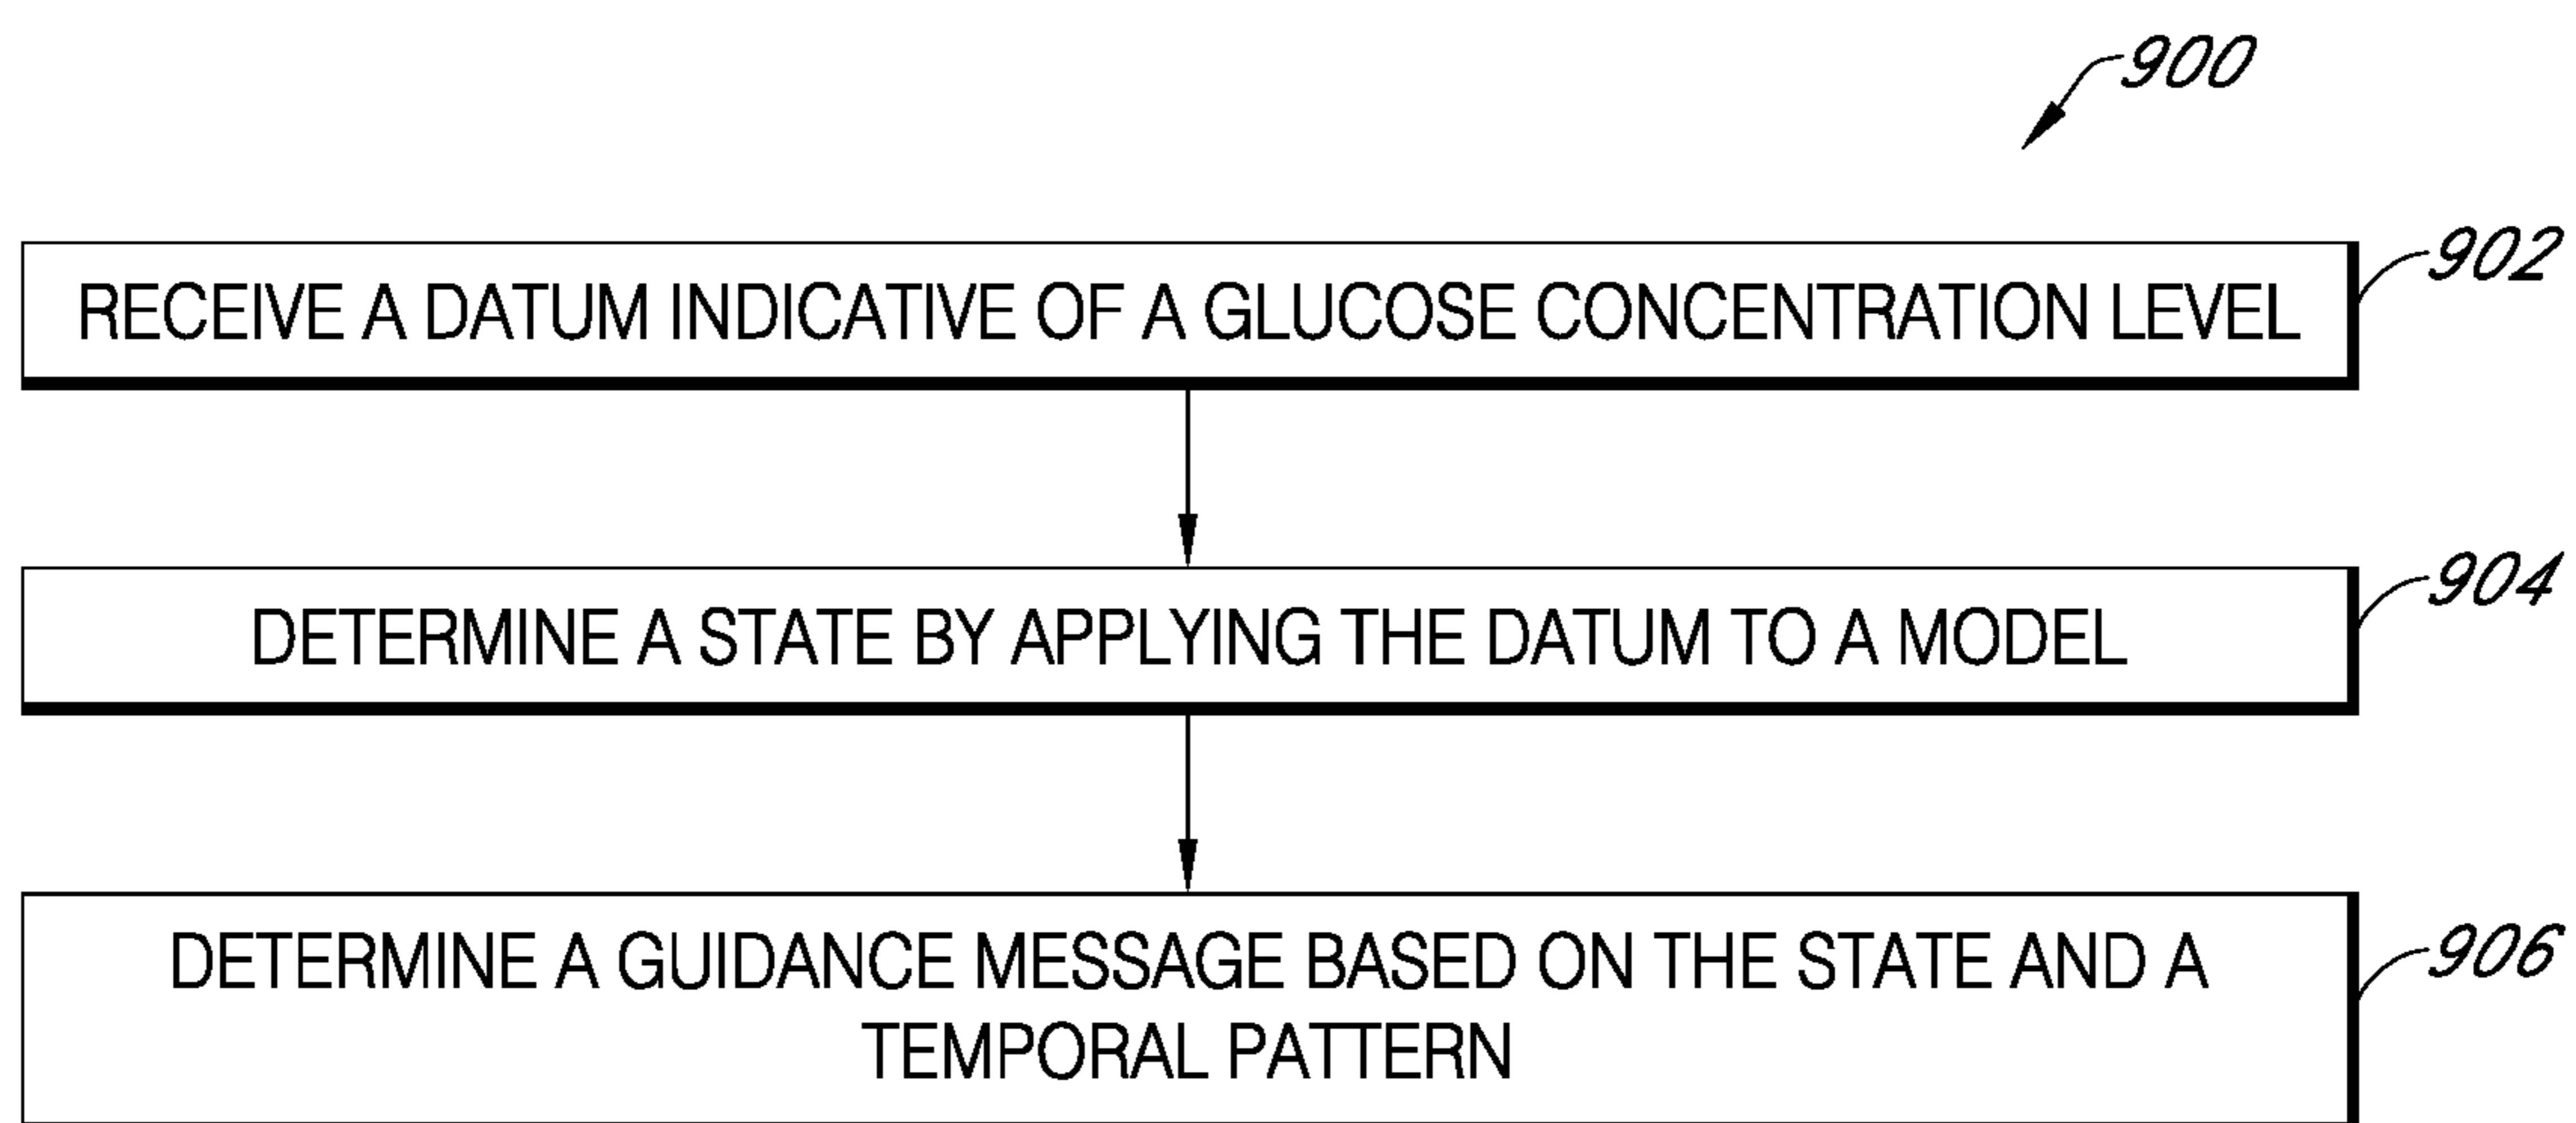 900
RECEIVE A DATUM INDICATIVE OF A GLUCOSE CONCENTRATION LEVEL
902
DETERMINE A STATE BY APPLYING THE DATUM TO A MODEL
904
DETERMINE A GUIDANCE MESSAGE BASED ON THE STATE AND A
TEMPORAL PATTERN
906